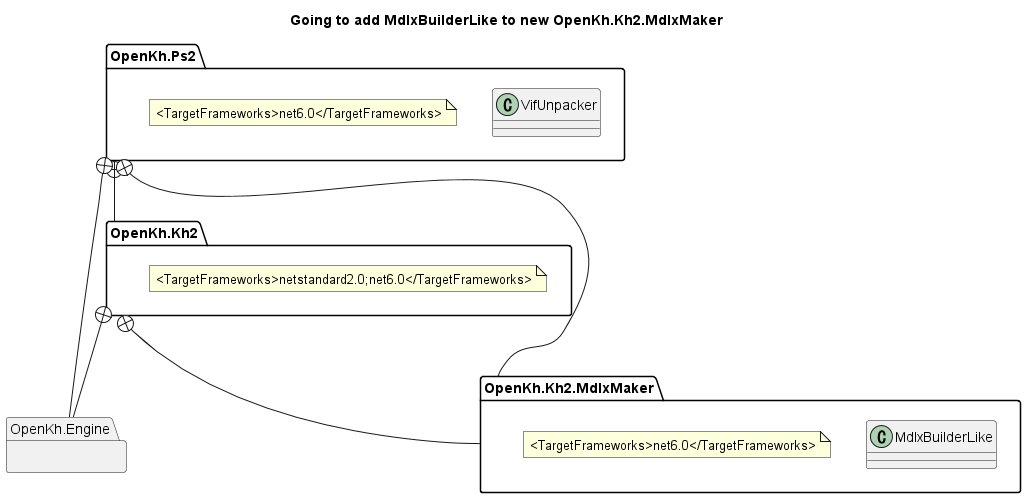 Going to add MdlxBuilderLike to new OpenKh.Kh2.MdlxMaker
OpenKh.Ps2
<TargetFrameworks>net6.0</TargetFrameworks>
C VifUnpacker
OpenKh.Kh2
<TargetFrameworks>netstandard2.0;net6.0</TargetFrameworks>
OpenKh.Engine
OpenKh.Kh2.MdlxMaker
<TargetFrameworks>net6.0</TargetFrameworks>
C MdlxBuilderLike